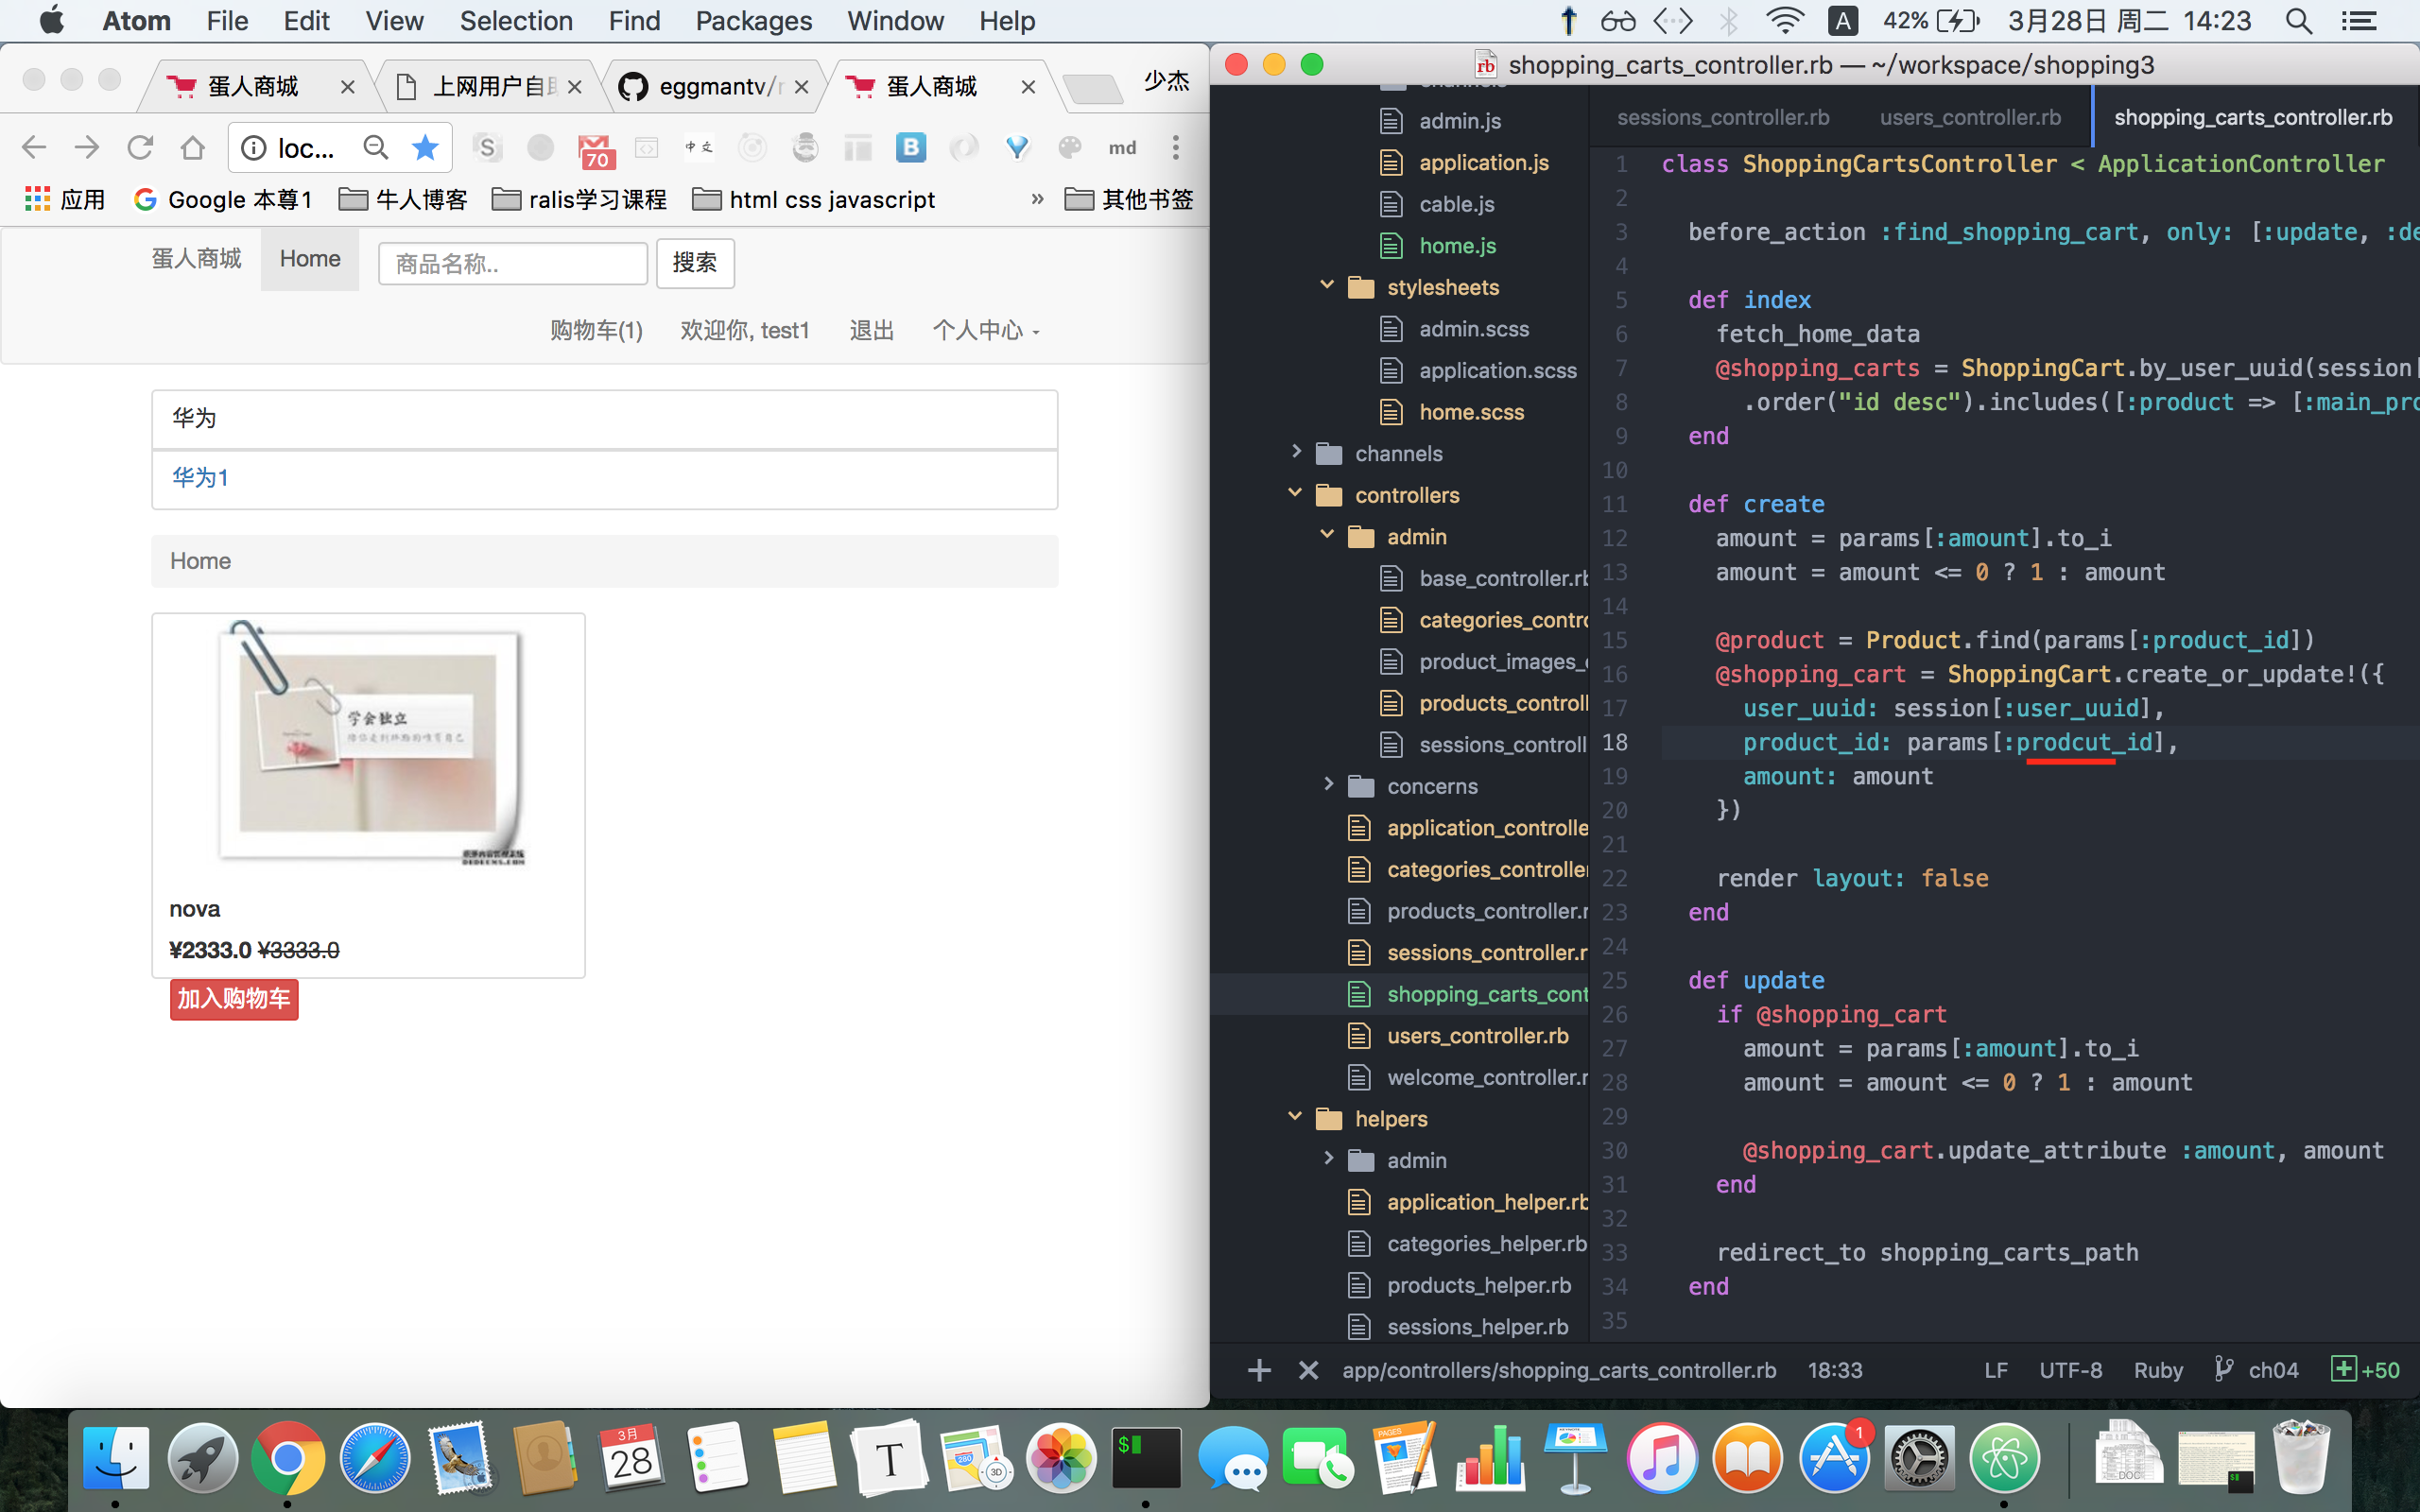 Atom File Edit View Selection Find Packages Window Help
A 42% 3月28日 周二 14:23
蛋人商城 上网用户自 eggmantv/r 蛋人商城 少杰
loc... S 70 中文 B md
应用 Google 本尊1 牛人博客 ralis学习课程 html css javascript » 其他书签
蛋人商城 Home 商品名称.. 搜索
购物车(1) 欢迎你, test1 退出 个人中心
华为
华为1
Home
学会独立
nova
¥2333.0 ¥3333.0
加入购物车
shopping_carts_controller.rb — ~/workspace/shopping3
channels
admin.js
application.js
cable.js
home.js
stylesheets
admin.scss
application.scss
home.scss
channels
controllers
admin
base_controller.rb
categories_contro
product_images_
products_controll
sessions_controll
concerns
application_controlle
categories_controller
products_controller.r
sessions_controller.r
shopping_carts_cont
users_controller.rb
welcome_controller.r
helpers
admin
application_helper.rb
categories_helper.rb
products_helper.rb
sessions_helper.rb
sessions_controller.rb users_controller.rb shopping_carts_controller.rb
1 class ShoppingCartsController < ApplicationController
2
3 before_action :find_shopping_cart, only: [:update, :de
4
5 def index
6 fetch_home_data
7 @shopping_carts = ShoppingCart.by_user_uuid(session[
8 .order("id desc").includes([:product => [:main_pro
9 end
10
11 def create
12 amount = params[:amount].to_i
13 amount = amount <= 0 ? 1 : amount
14
15 @product = Product.find(params[:product_id])
16 @shopping_cart = ShoppingCart.create_or_update!({
17 user_uuid: session[:user_uuid],
18 product_id: params[:prodcut_id],
19 amount: amount
20 })
21
22 render layout: false
23 end
24
25 def update
26 if @shopping_cart
27 amount = params[:amount].to_i
28 amount = amount <= 0 ? 1 : amount
29
30 @shopping_cart.update_attribute :amount, amount
31 end
32
33 redirect_to shopping_carts_path
34 end
35
app/controllers/shopping_carts_controller.rb 18:33 LF UTF-8 Ruby ch04 +50
3月
28
T
280
3D
$
PAGES
1
DOC